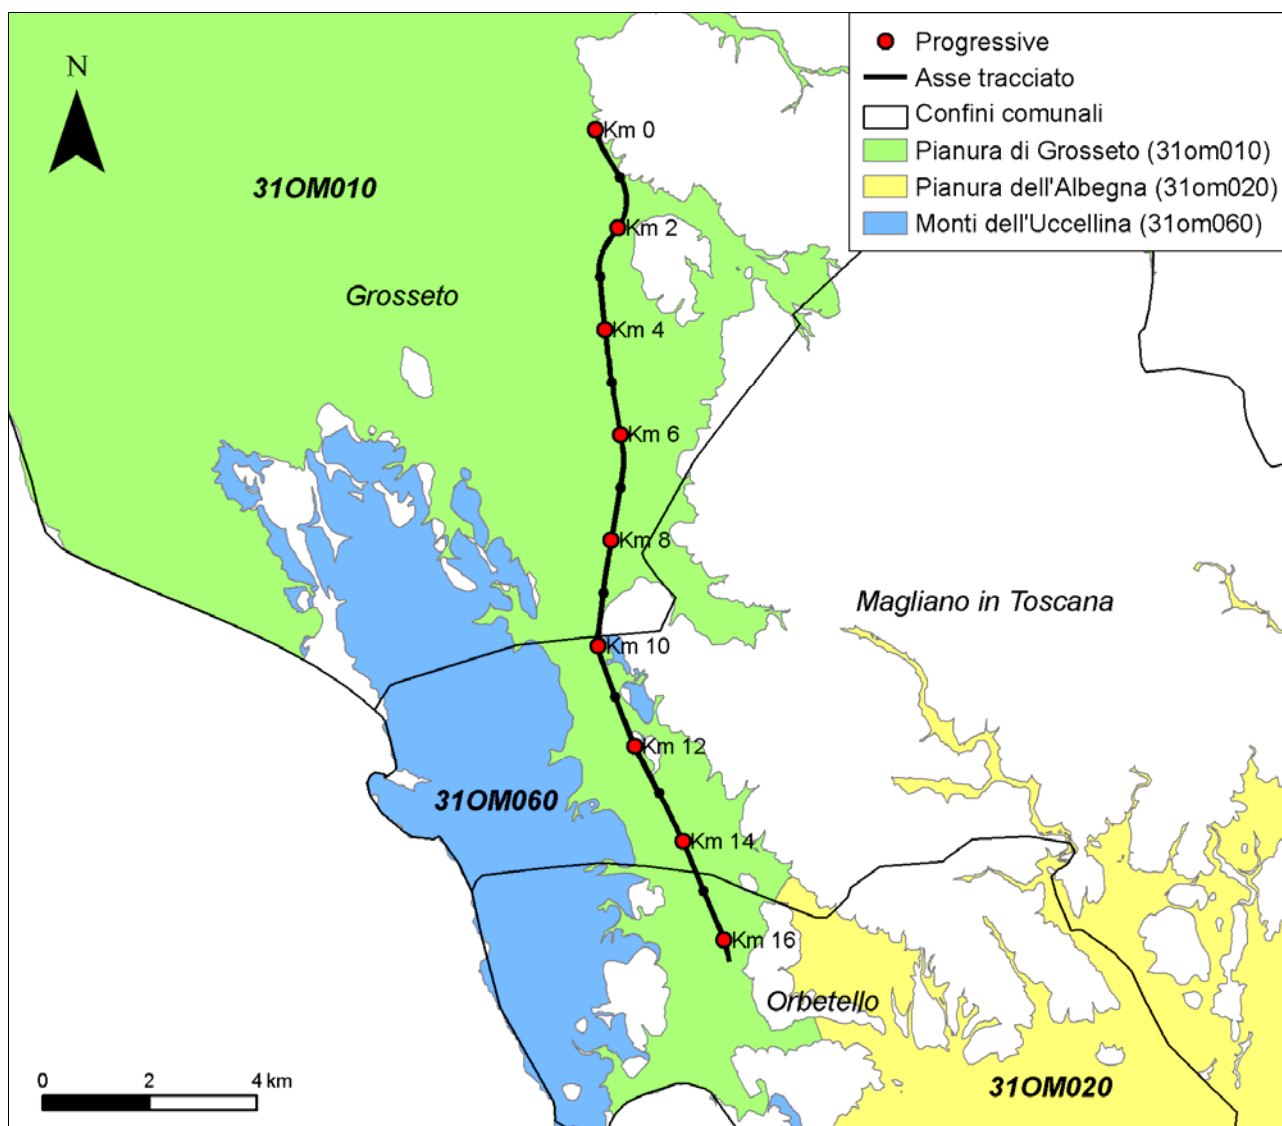 Progressive
Asse tracciato
Confini comunali
Pianura di Grosseto (31om010)
Pianura dell'Albegna (31om020)
Monti dell'Uccellina (31om060)
N
Km 0
31OM010
Km 2
Grosseto
Km 4
Km 6
Km 8
Magliano in Toscana
Km 10
Km 12
31OM060
Km 14
Km 16
Orbetello
0 2 4 km
31OM020